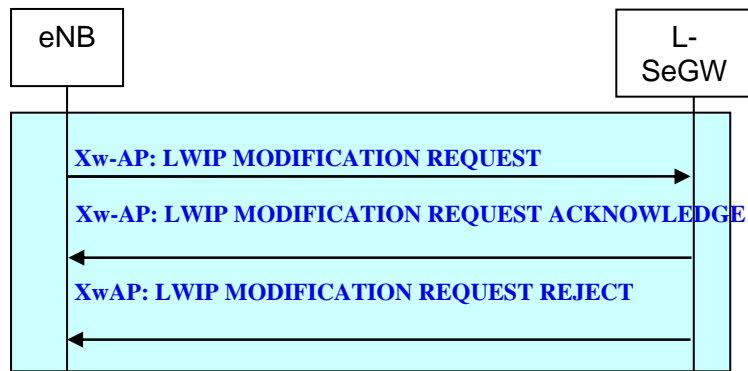 eNB
L-
SeGW
Xw-AP: LWIP MODIFICATION REQUEST
Xw-AP: LWIP MODIFICATION REQUEST ACKNOWLEDGE
XwAP: LWIP MODIFICATION REQUEST REJECT